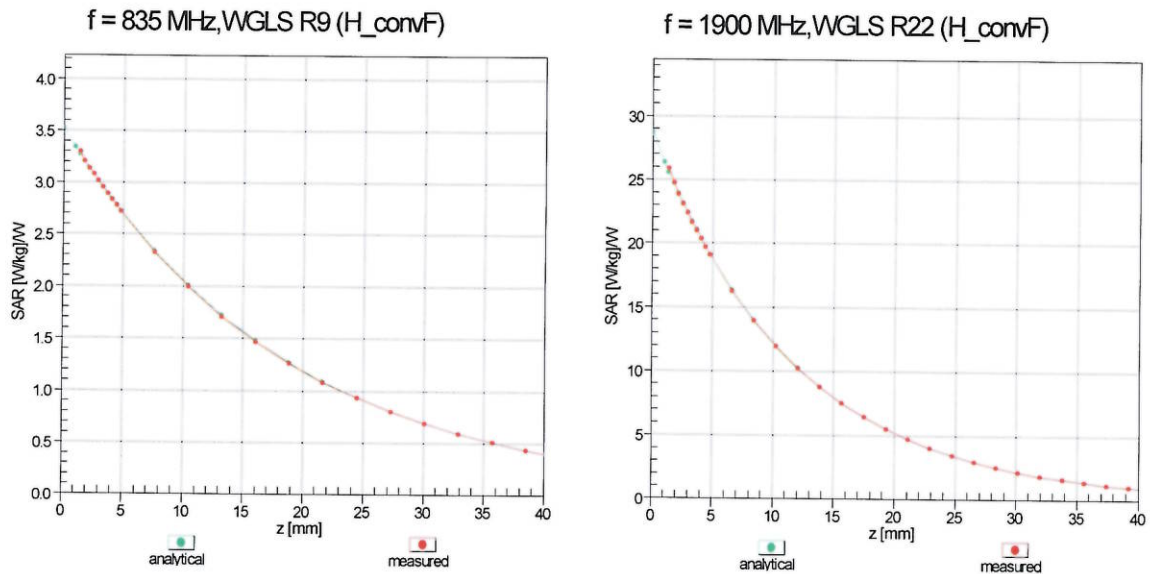 f = 835 MHz, WGLS R9 (H_convF)
4.0
3.5
3.0
2.5
2.0
1.5
1.0
0.5
0.0
SAR [W/kg]/W
0 5 10 15 20 25 30 35 40
z [mm]
analytical measured
f = 1900 MHz, WGLS R22 (H_convF)
30
25
20
15
10
5
0
SAR [W/kg]/W
0 5 10 15 20 25 30 35 40
z [mm]
analytical measured